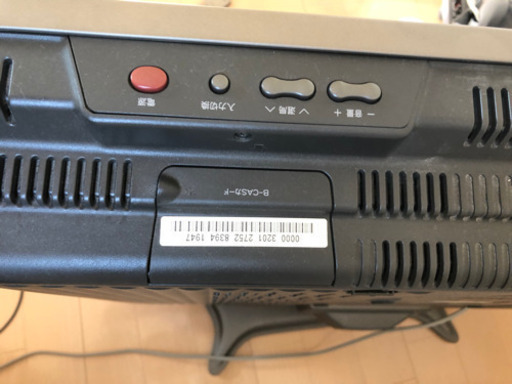 電源
入力切換
∨ 選局 ∧
− 音量 +
B-CASカード
0000 3201 2752 8394 1947